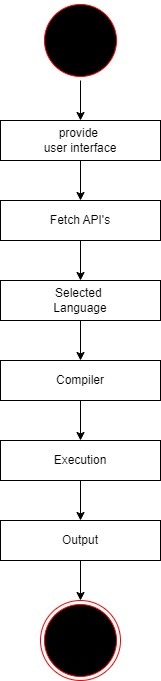 provide
user interface
Fetch API's
Selected
Language
Compiler
Execution
Output